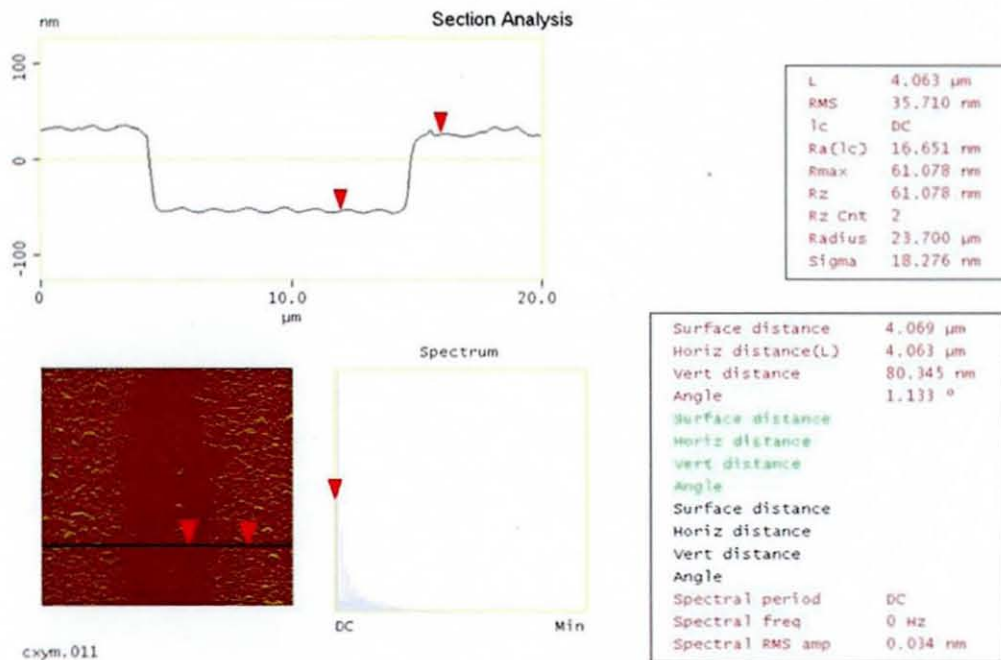 Section Analysis
nm
100
0
-100
0 10.0 20.0
µm
L 4.063 µm
RMS 35.710 nm
lc DC
Ra(lc) 16.651 nm
Rmax 61.078 nm
Rz 61.078 nm
Rz Cnt 2
Radius 23.700 µm
Sigma 18.276 nm
Surface distance 4.069 µm
Horiz distance(L) 4.063 µm
Vert distance 80.345 nm
Angle 1.133 °
Surface distance
Horiz distance
Vert distance
Angle
Surface distance
Horiz distance
Vert distance
Angle
Spectral period DC
Spectral freq 0 Hz
Spectral RMS amp 0.034 nm
Spectrum
DC Min
cxym.011